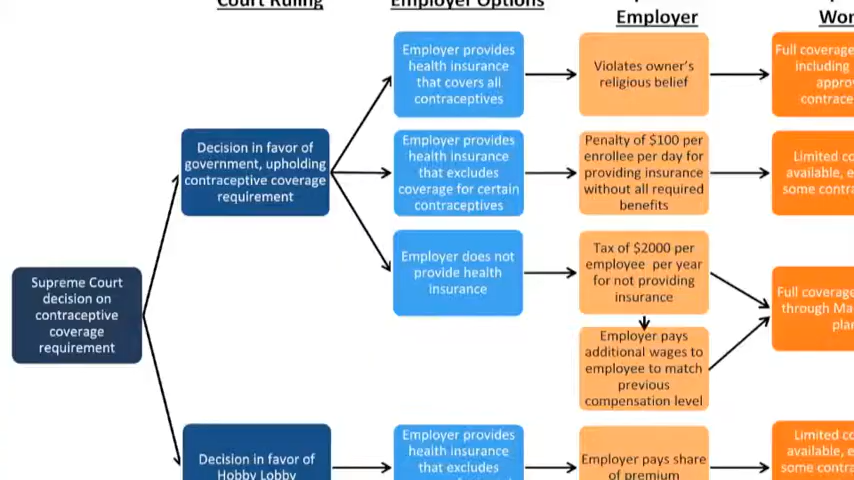 Court Ruling
Employer Options
Employer
Wor
Employer provides
health insurance
that covers all
contraceptives
Violates owner's
religious belief
Full coverage
including
approv
contrace
Decision in favor of
government, upholding
contraceptive coverage
requirement
Employer provides
health insurance
that excludes
coverage for certain
contraceptives
Penalty of $100 per
enrollee per day for
providing insurance
without all required
benefits
Limited co
available, e
some contra
Employer does not
provide health
insurance
Tax of $2000 per
employee per year
for not providing
insurance
Supreme Court
decision on
contraceptive
coverage
requirement
Full coverage
through Ma
plan
Employer pays
additional wages to
employee to match
previous
compensation level
Decision in favor of
Hobby Lobby
Employer provides
health insurance
that excludes
Employer pays share
of premium
Limited co
available, e
some contra